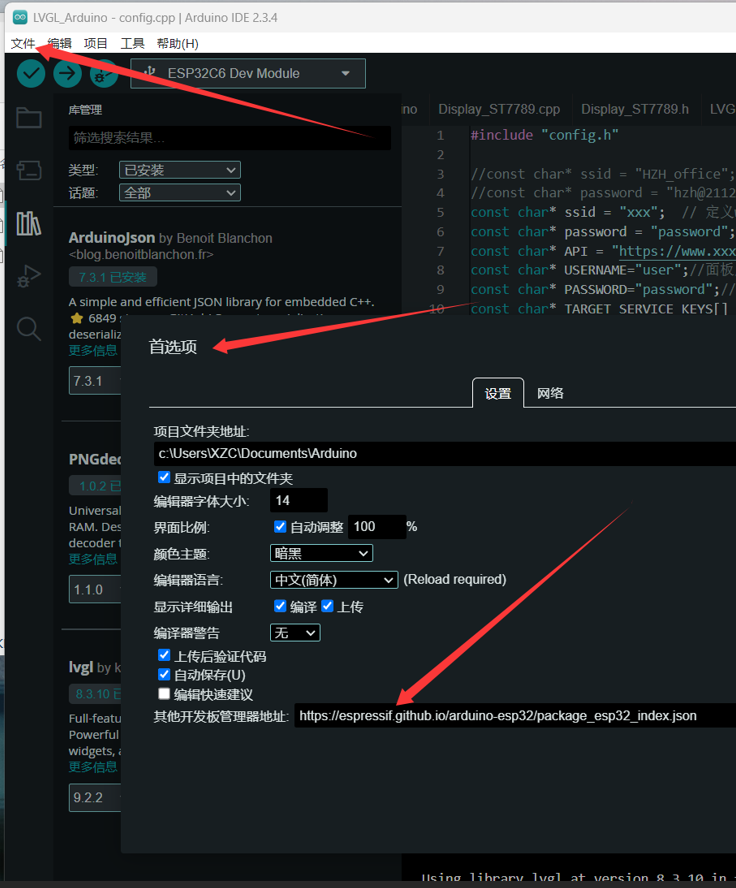 LVGL_Arduino - config.cpp | Arduino IDE 2.3.4
文件 编辑 项目 工具 帮助(H)
ESP32C6 Dev Module
库管理
筛选搜索结果...
类型: 已安装
话题: 全部
ArduinoJson by Benoit Blanchon
<blog.benoitblanchon.fr>
7.3.1 已安装
A simple and efficient JSON library for embedded C++.
6849
deserializ
更多信息
7.3.1
PNGdec
1.0.2 已
Universal
RAM. Des
decoder t
更多信息
1.1.0
lvgl by k
8.3.10 已
Full-featu
Powerful
widgets, a
更多信息
9.2.2
ino Display_ST7789.cpp Display_ST7789.h LVG
1 #include "config.h"
2
3 //const char* ssid = "HZH_office";
4 //const char* password = "hzh@2112
5 const char* ssid = "xxx"; // 定义
6 const char* password = "password";
7 const char* API = "https://www.xxx
8 const char* USERNAME="user";//面板
9 const char* PASSWORD="password";//
10 const char* TARGET_SERVICE_KEYS[]
首选项
设置 网络
项目文件夹地址:
c:\Users\XZC\Documents\Arduino
显示项目中的文件夹
编辑器字体大小: 14
界面比例: 自动调整 100 %
颜色主题: 暗黑
编辑器语言: 中文(简体) (Reload required)
显示详细输出 编译 上传
编译器警告 无
上传后验证代码
自动保存(U)
编辑快速建议
其他开发板管理器地址: https://espressif.github.io/arduino-esp32/package_esp32_index.json
Using library lvgl at version 8.3.10 in